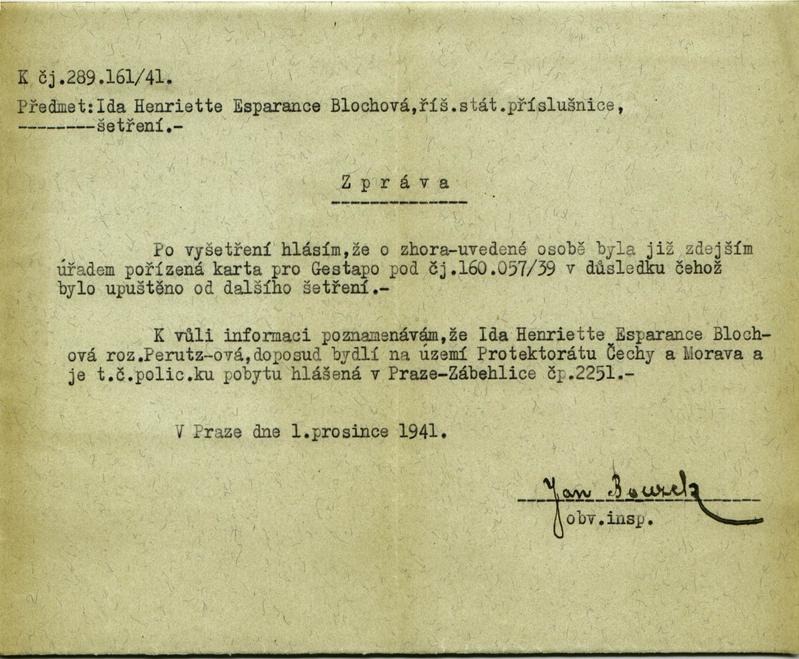 K čj.289.161/41.
Předmet:Ida Henriette Esparance Blochová,říš.stát.příslušnice,
--------šetření.-
Zpráva
Po vyšetření hlásím,že o zhora-uvedené osobě byla již zdejším
úřadem pořízená karta pro Gestapo pod čj.160.057/39 v důsledku čehož
bylo upuštěno od dalšího šetření.-
K vůli informaci poznamenávám,že Ida Henriette Esparance Bloch-
ová roz.Perutz-ová,doposud bydlí na území Protektorátu Čechy a Morava a
je t.č.polic.ku pobytu hlášená v Praze-Záběhlice čp.2251.-
V Praze dne 1.prosince 1941.
Jan Bourek
obv.insp.